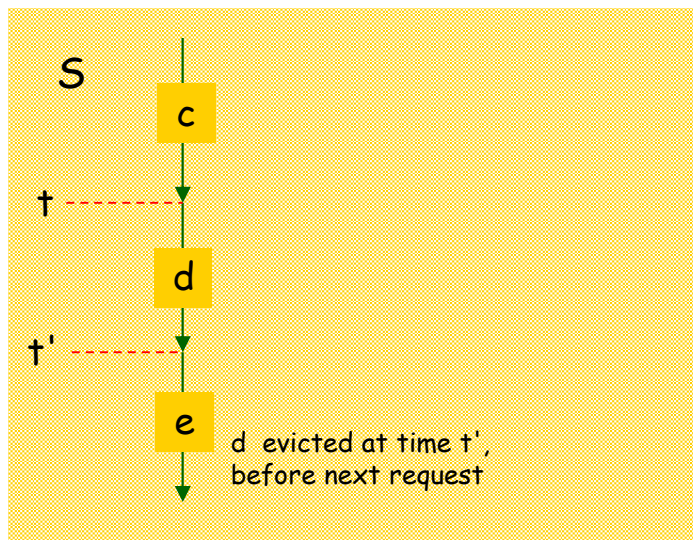 S
c
t
d
t'
e
d evicted at time t',
before next request